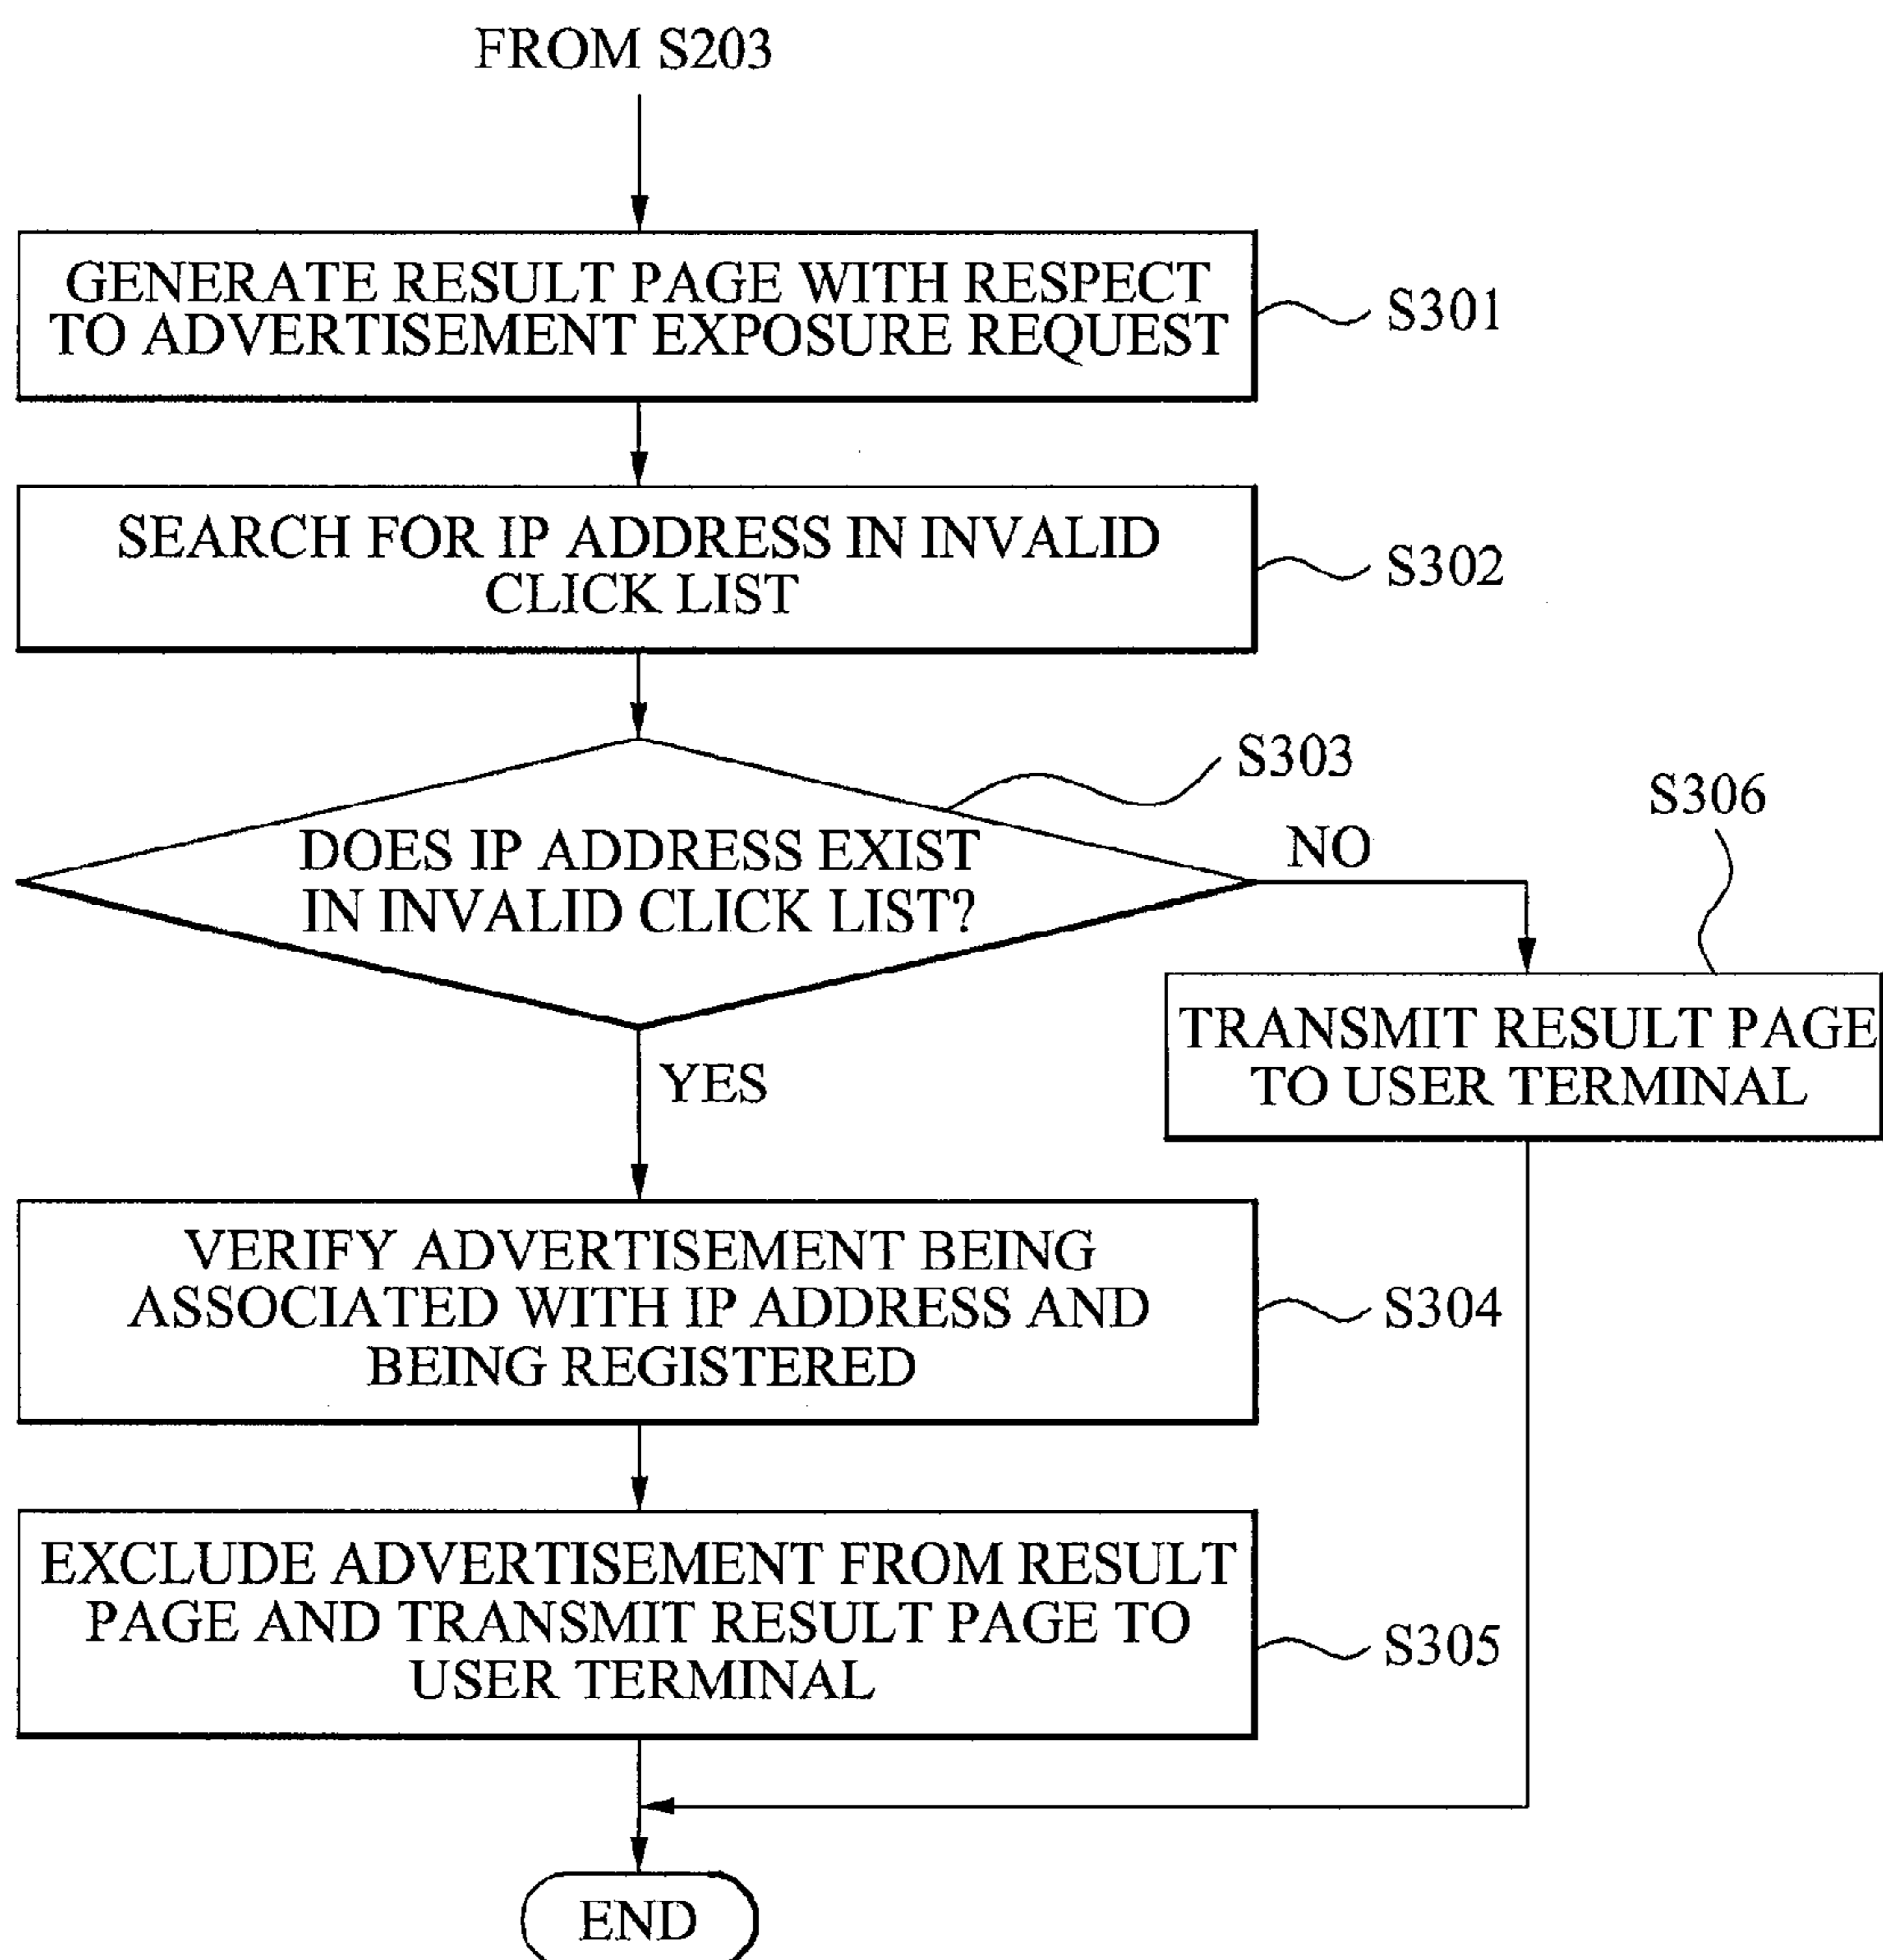 FROM S203
GENERATE RESULT PAGE WITH RESPECT
TO ADVERTISEMENT EXPOSURE REQUEST
S301
SEARCH FOR IP ADDRESS IN INVALID
CLICK LIST
S302
S303
DOES IP ADDRESS EXIST
IN INVALID CLICK LIST?
NO
S306
TRANSMIT RESULT PAGE
TO USER TERMINAL
YES
VERIFY ADVERTISEMENT BEING
ASSOCIATED WITH IP ADDRESS AND
BEING REGISTERED
S304
EXCLUDE ADVERTISEMENT FROM RESULT
PAGE AND TRANSMIT RESULT PAGE TO
USER TERMINAL
S305
END